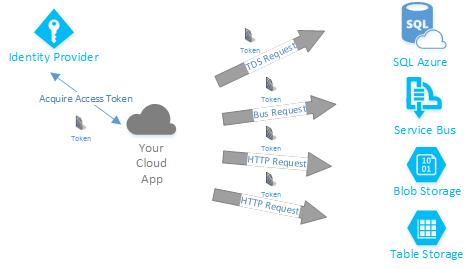 Identity Provider
Acquire Access Token
Token
Your
Cloud
App
Token
TDS Request
Token
Bus Request
Token
HTTP Request
Token
HTTP Request
SQL
SQL Azure
Service Bus
10
01
Blob Storage
Table Storage